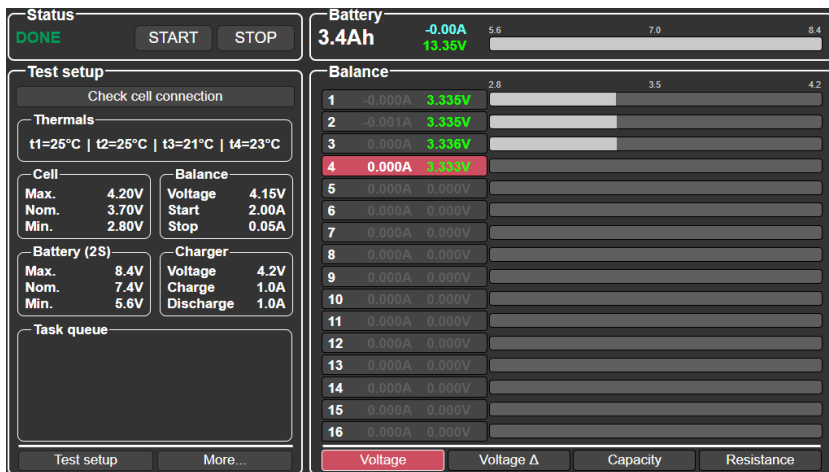 Status
DONE START STOP
Test setup
Check cell connection
Thermals
t1=25°C | t2=25°C | t3=21°C | t4=23°C
Cell
Max. 4.20V
Nom. 3.70V
Min. 2.80V
Balance
Voltage 4.15V
Start 2.00A
Stop 0.05A
Battery (2S)
Max. 8.4V
Nom. 7.4V
Min. 5.6V
Charger
Voltage 4.2V
Charge 1.0A
Discharge 1.0A
Task queue
Test setup More...
Battery
3.4Ah -0.00A 13.35V
5.6 7.0 8.4
Balance
2.8 3.5 4.2
1 -0.000A 3.335V
2 -0.001A 3.335V
3 0.000A 3.336V
4 0.000A 3.333V
5 0.000A 0.000V
6 0.000A 0.000V
7 0.000A 0.000V
8 0.000A 0.000V
9 0.000A 0.000V
10 0.000A 0.000V
11 0.000A 0.000V
12 0.000A 0.000V
13 0.000A 0.000V
14 0.000A 0.000V
15 0.000A 0.000V
16 0.000A 0.000V
Voltage Voltage Δ Capacity Resistance